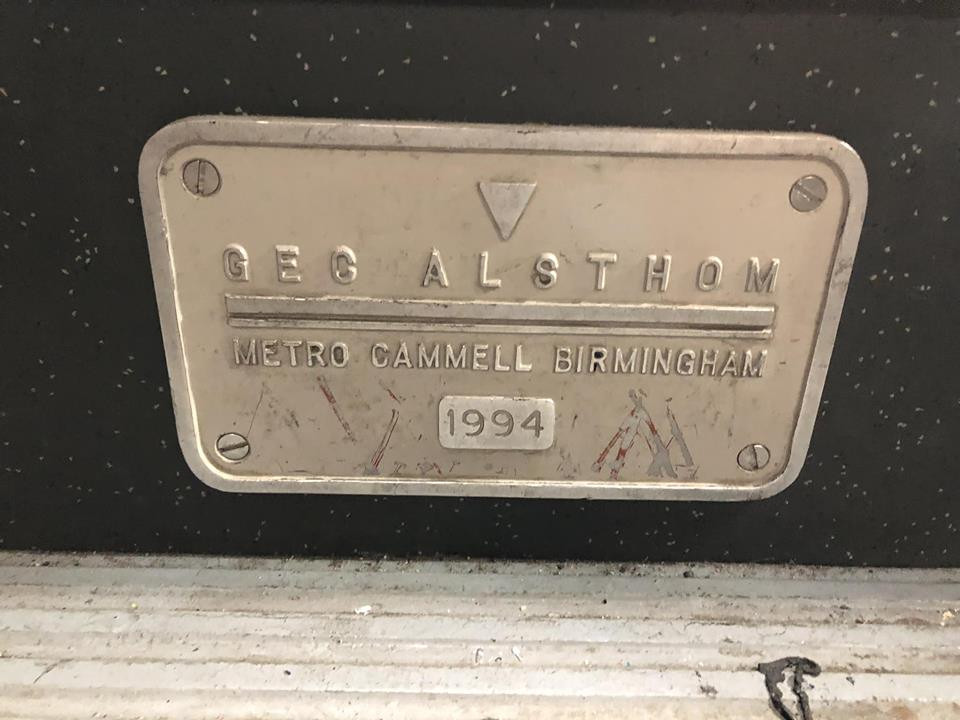 GEC ALSTHOM
METRO CAMMELL BIRMINGHAM
1994